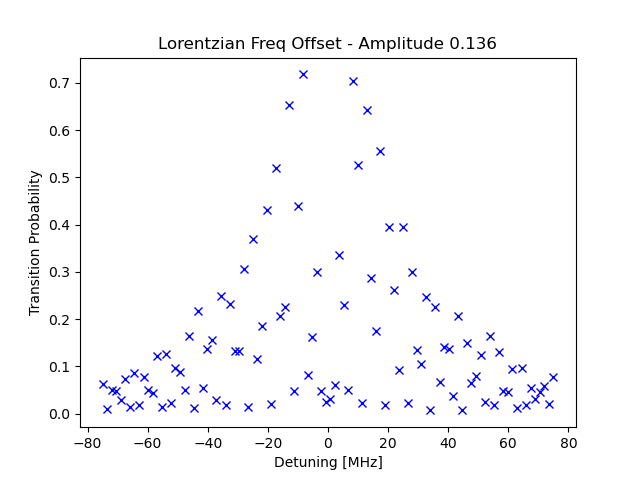 Lorentzian Freq Offset - Amplitude 0.136
Transition Probability
0.7
0.6
0.5
0.4
0.3
0.2
0.1
0.0
−80 −60 −40 −20 0 20 40 60 80
Detuning [MHz]